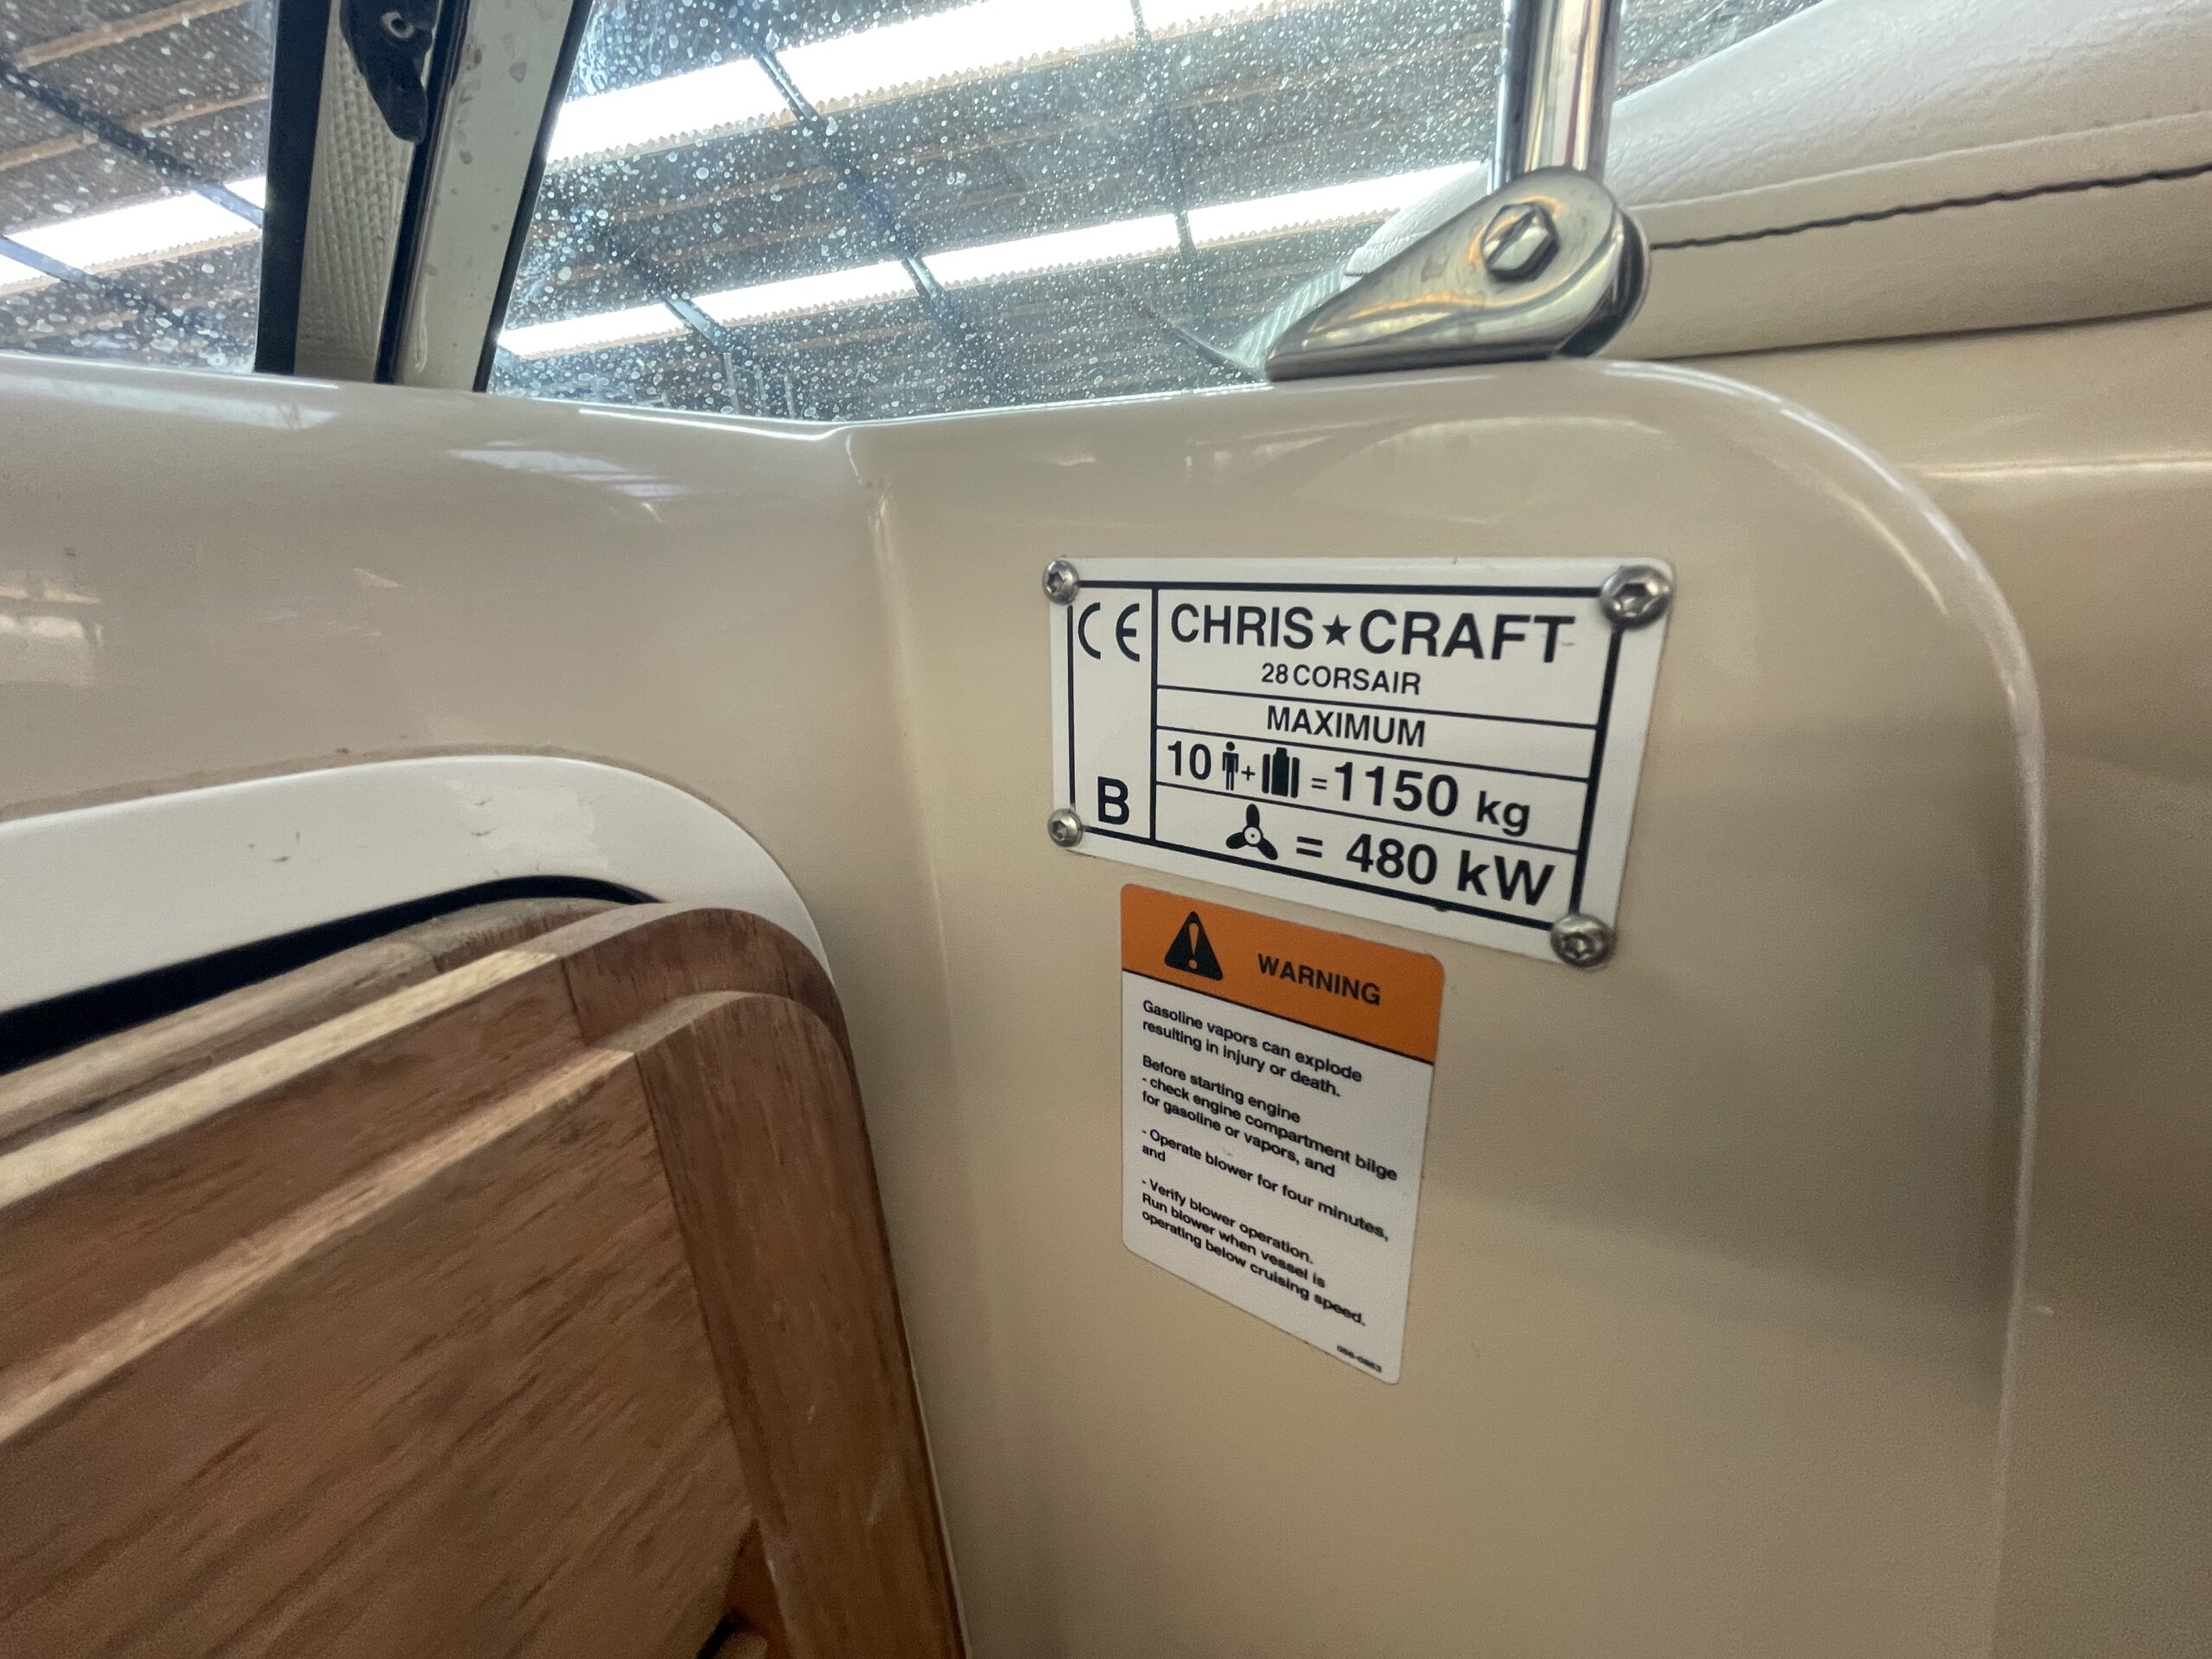 CE
CHRIS★CRAFT
28 CORSAIR
MAXIMUM
10 + = 1150 kg
B
= 480 kW
WARNING
Gasoline vapors can explode
resulting in injury or death.
Before starting engine
- check engine compartment bilge
for gasoline or vapors, and
- Operate blower for four minutes,
and
- Verify blower operation.
Run blower when vessel is
operating below cruising speed.